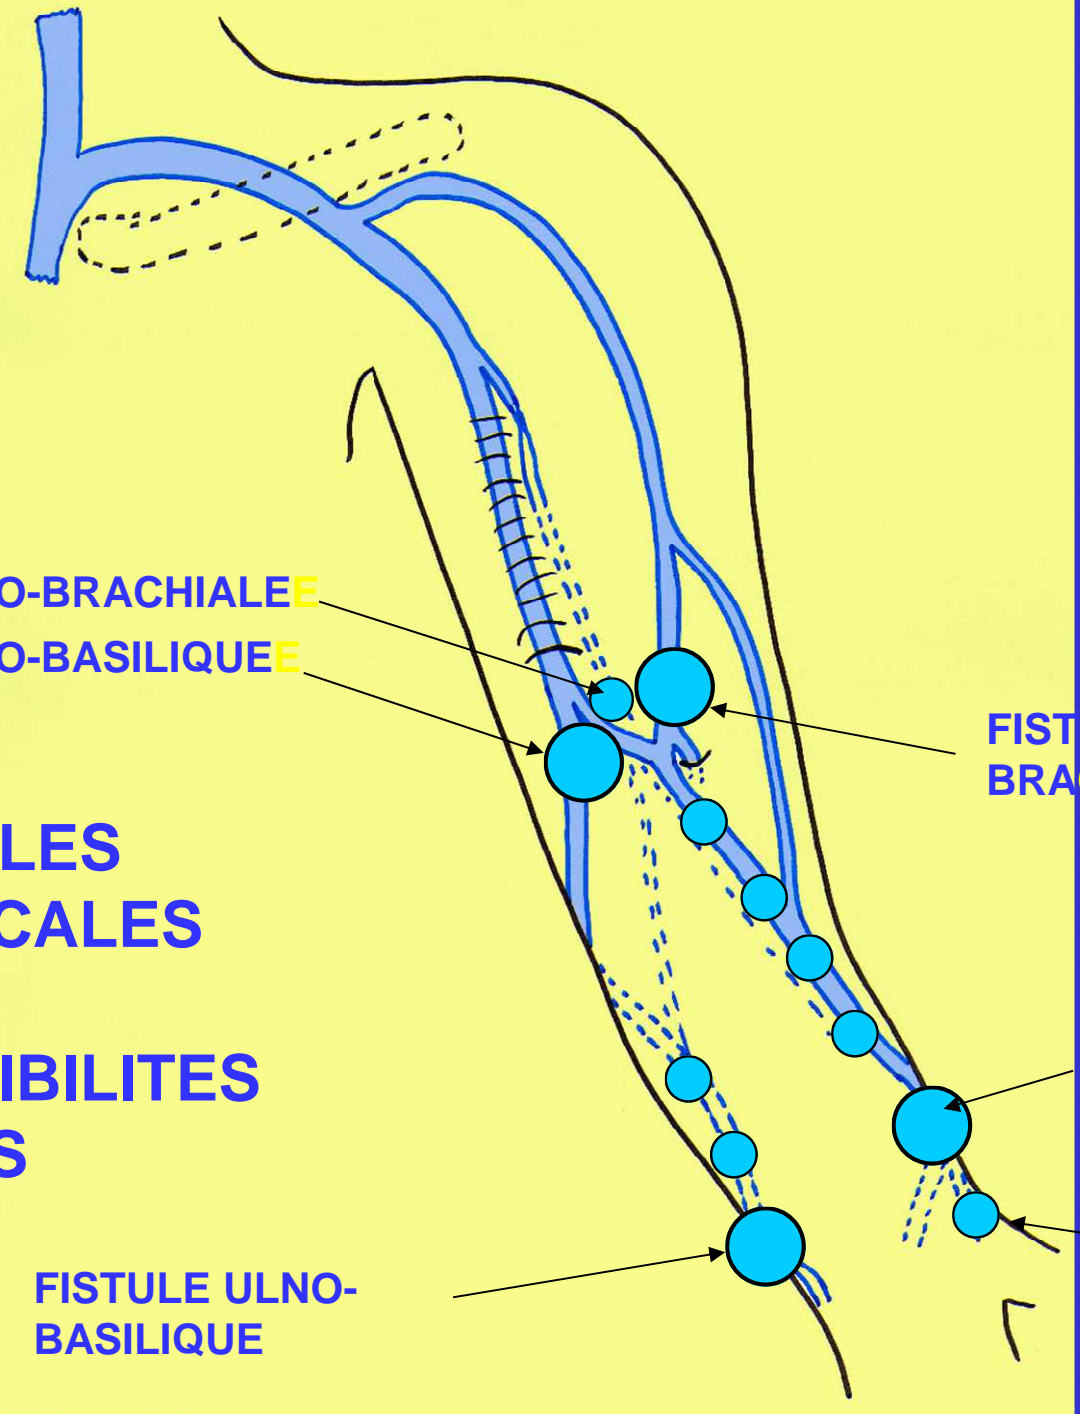 O-BRACHIALEE
O-BASILIQUEE
FIST
BRA
LES
CALES
IBILITES
S
FISTULE ULNO-
BASILIQUE